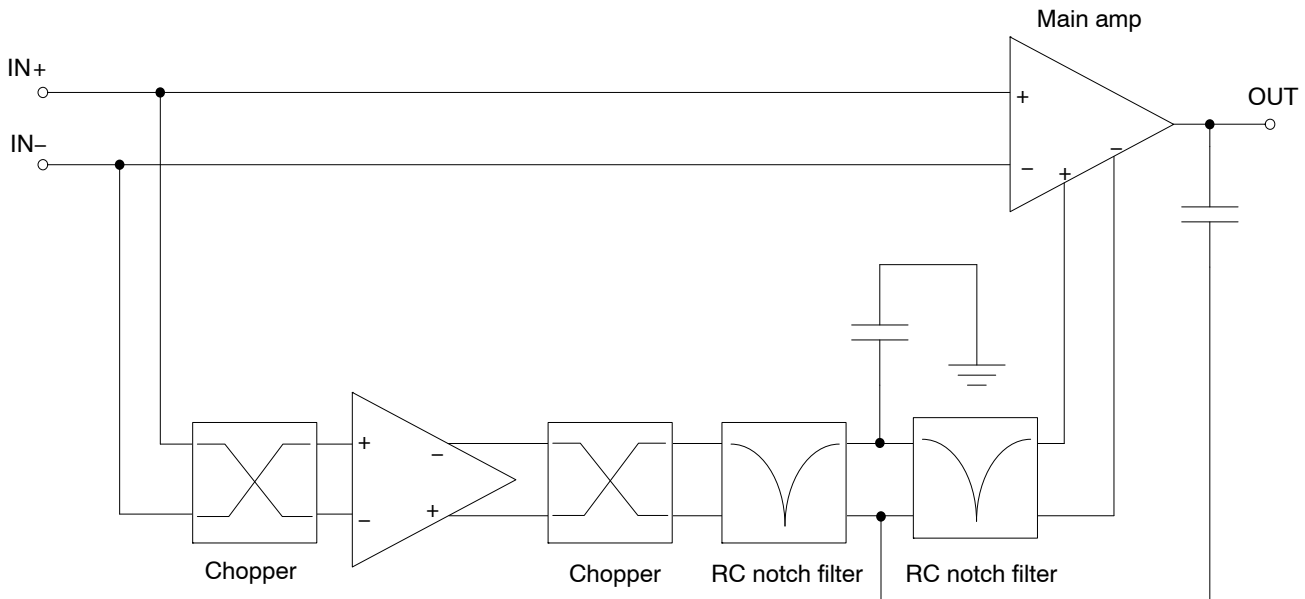 Main amp
IN+
OUT
IN−
+
−
+
−
+
−
−
+
Chopper
Chopper
RC notch filter
RC notch filter